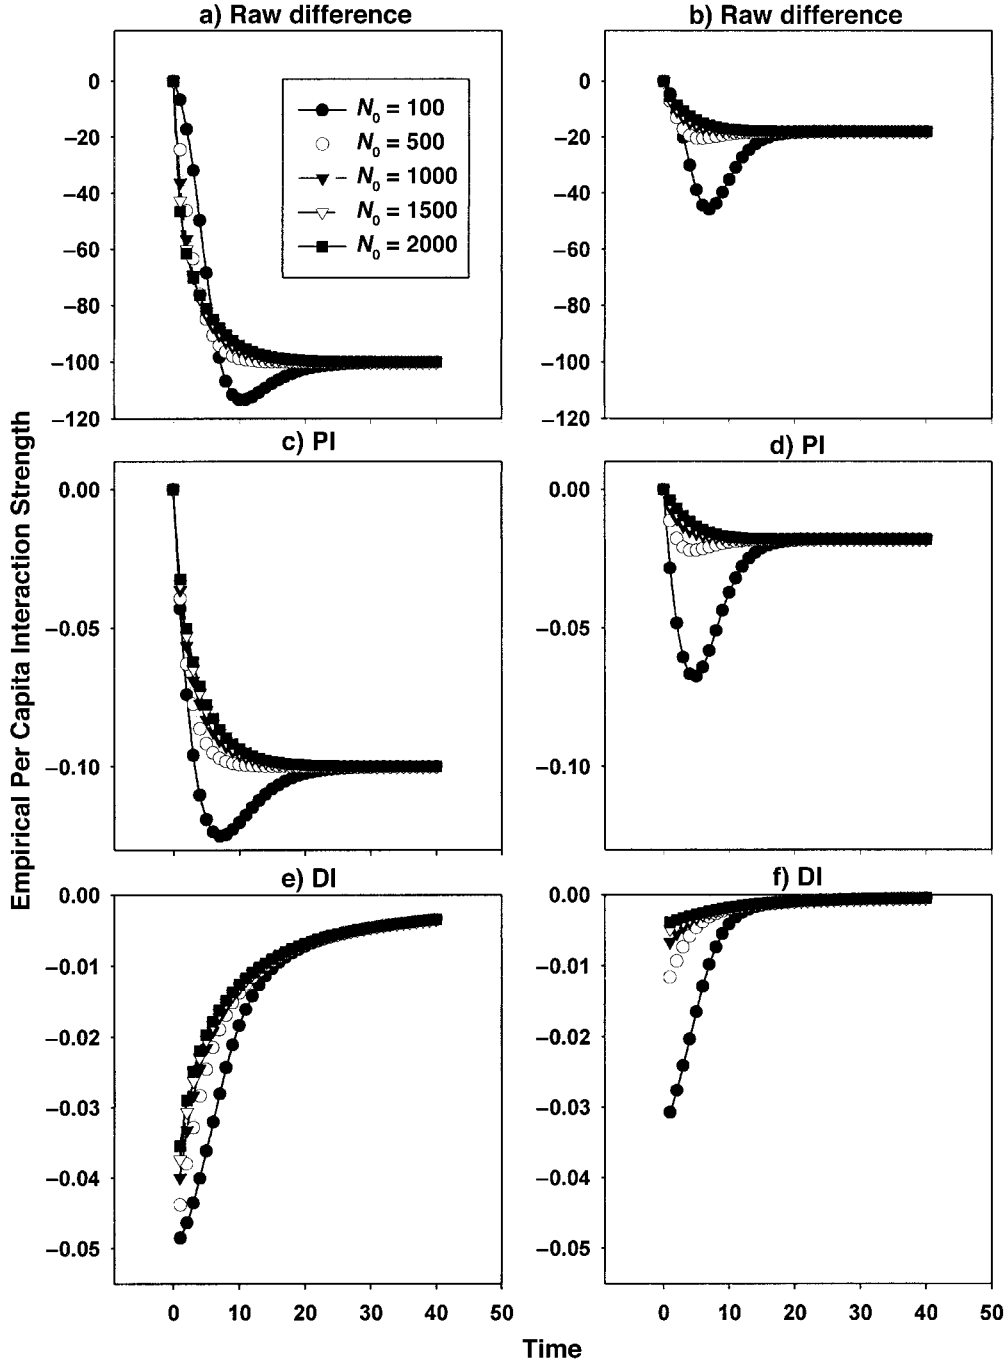 a) Raw difference
b) Raw difference
0
–20
–40
–60
–80
–100
–120
N0 = 100
N0 = 500
N0 = 1000
N0 = 1500
N0 = 2000
0
–20
–40
–60
–80
–100
–120
Empirical Per Capita Interaction Strength
c) PI
d) PI
0.00
–0.05
–0.10
0.00
–0.05
–0.10
e) DI
f) DI
0.00
–0.01
–0.02
–0.03
–0.04
–0.05
0.00
–0.01
–0.02
–0.03
–0.04
–0.05
0 10 20 30 40 50
0 10 20 30 40 50
Time